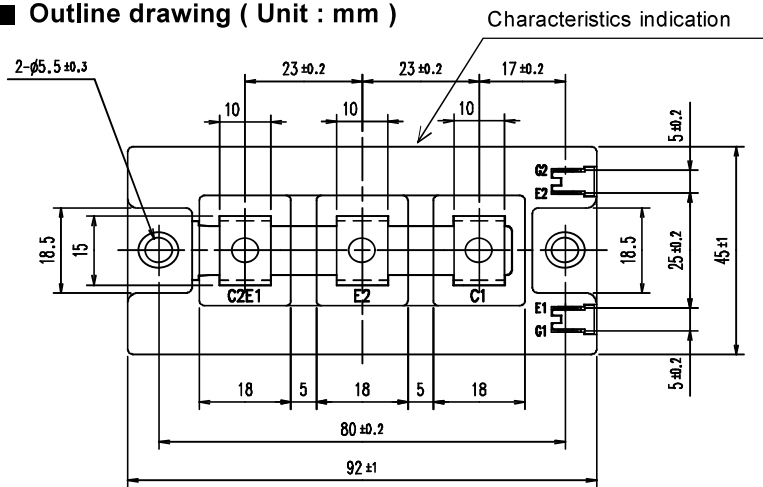 ■ Outline drawing ( Unit : mm )
Characteristics indication
2-φ5.5 ±0.3
23 ±0.2
23 ±0.2
17 ±0.2
10
10
10
5 ±0.2
G2
E2
18.5
15
18.5
25 ±0.2
45 ±1
C2E1
E2
C1
E1
G1
5 ±0.2
18
5
18
5
18
80 ±0.2
92 ±1